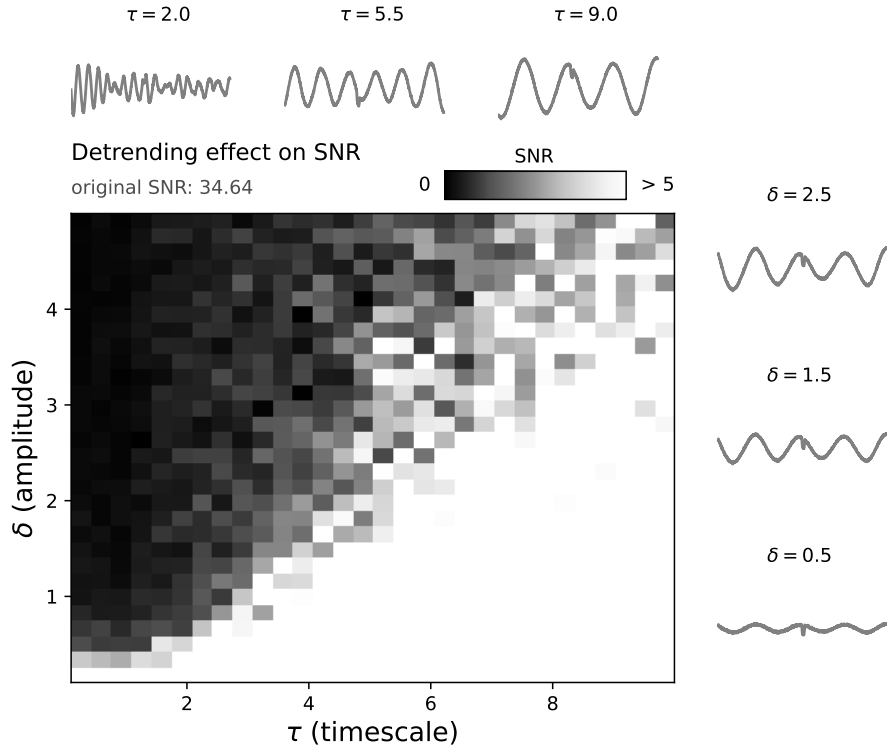 τ = 2.0
τ = 5.5
τ = 9.0
Detrending effect on SNR
original SNR: 34.64
SNR
0
> 5
δ = 2.5
δ = 1.5
δ = 0.5
4
3
2
1
δ (amplitude)
2
4
6
8
τ (timescale)